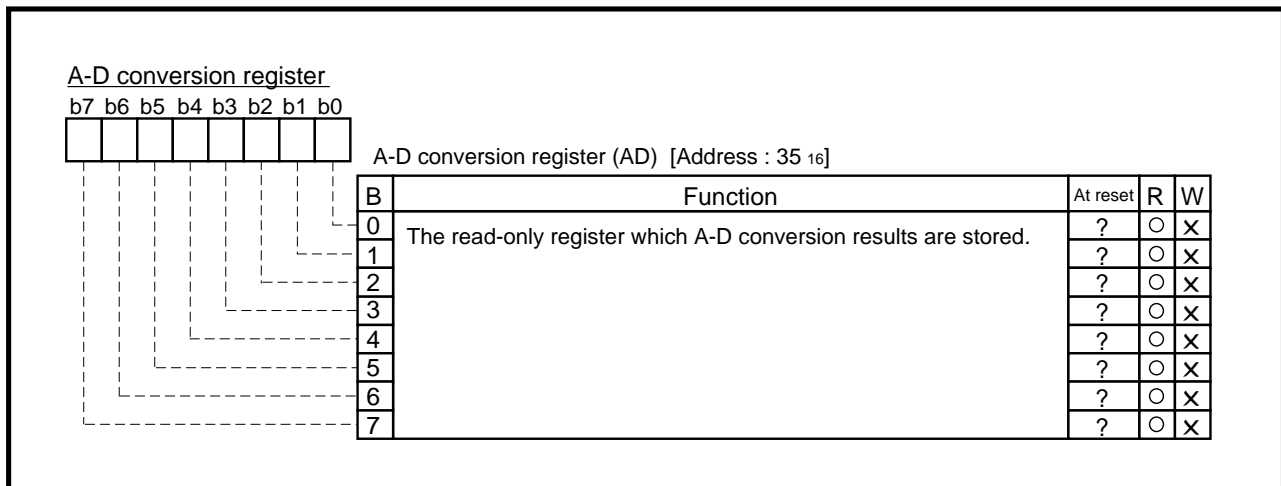 A-D conversion register
b7 b6 b5 b4 b3 b2 b1 b0
A-D conversion register (AD) [Address : 35 16]
B Function At reset R W
0 The read-only register which A-D conversion results are stored. ? O X
1 ? O X
2 ? O X
3 ? O X
4 ? O X
5 ? O X
6 ? O X
7 ? O X